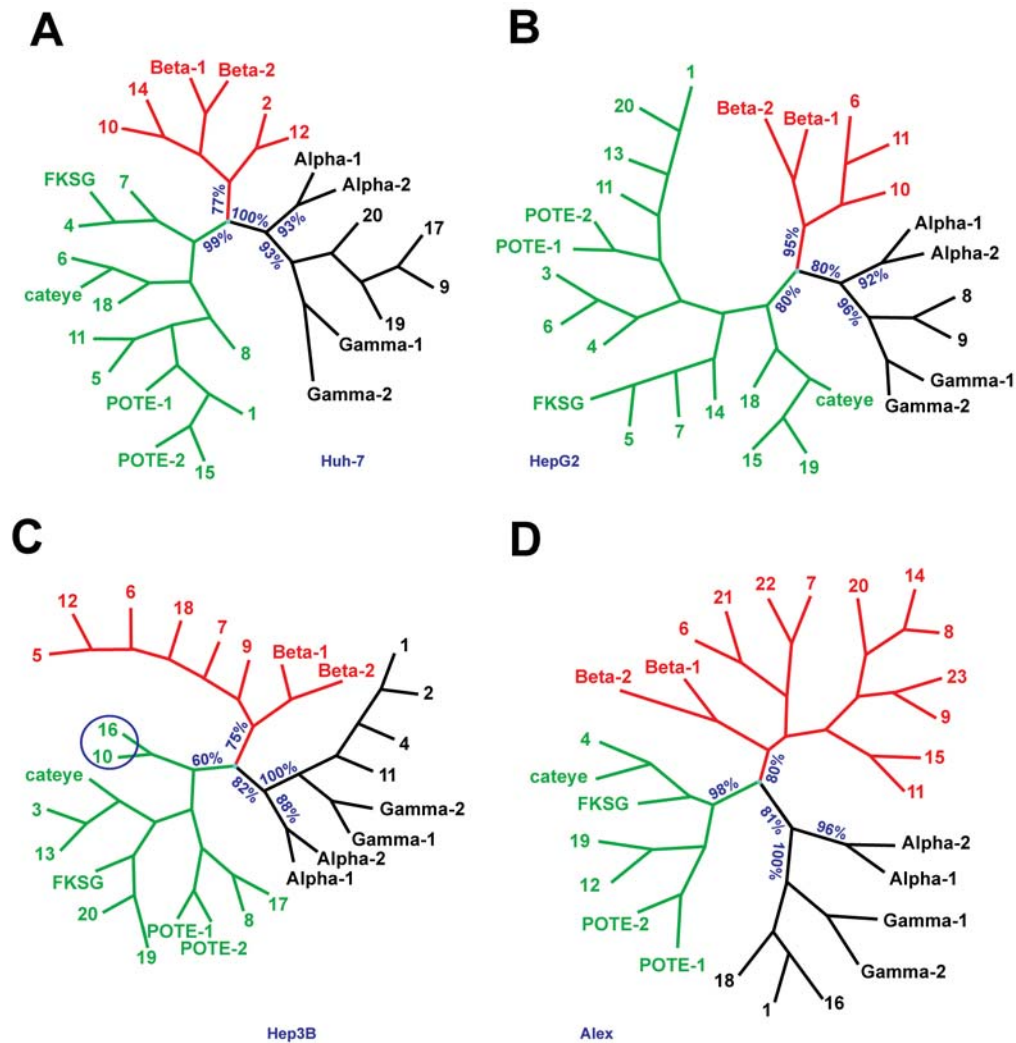 A
Beta-1
Beta-2
14
2
10
12
77%
Alpha-1
Alpha-2
FKSG
7
4
100%
93%
99%
93%
20
17
6
cateye
18
9
19
11
8
Gamma-1
5
POTE-1
1
Gamma-2
POTE-2
15
Huh-7
B
1
20
Beta-2
Beta-1
6
13
11
11
10
POTE-2
POTE-1
95%
Alpha-1
Alpha-2
80%
92%
3
80%
96%
8
6
4
9
FKSG
18
cateye
Gamma-1
Gamma-2
14
5
7
15
19
HepG2
C
12
6
18
7
5
9
Beta-1
Beta-2
1
2
16
10
75%
4
60%
100%
11
82%
88%
cateye
Gamma-2
3
Gamma-1
13
Alpha-2
FKSG
Alpha-1
20
17
8
POTE-1
POTE-2
19
Hep3B
D
22
7
20
14
21
6
8
Beta-1
Beta-2
23
4
9
cateye
15
80%
98%
11
FKSG
81%
96%
19
Alpha-2
100%
Alpha-1
12
POTE-2
Gamma-1
POTE-1
Gamma-2
18
1
16
Alex